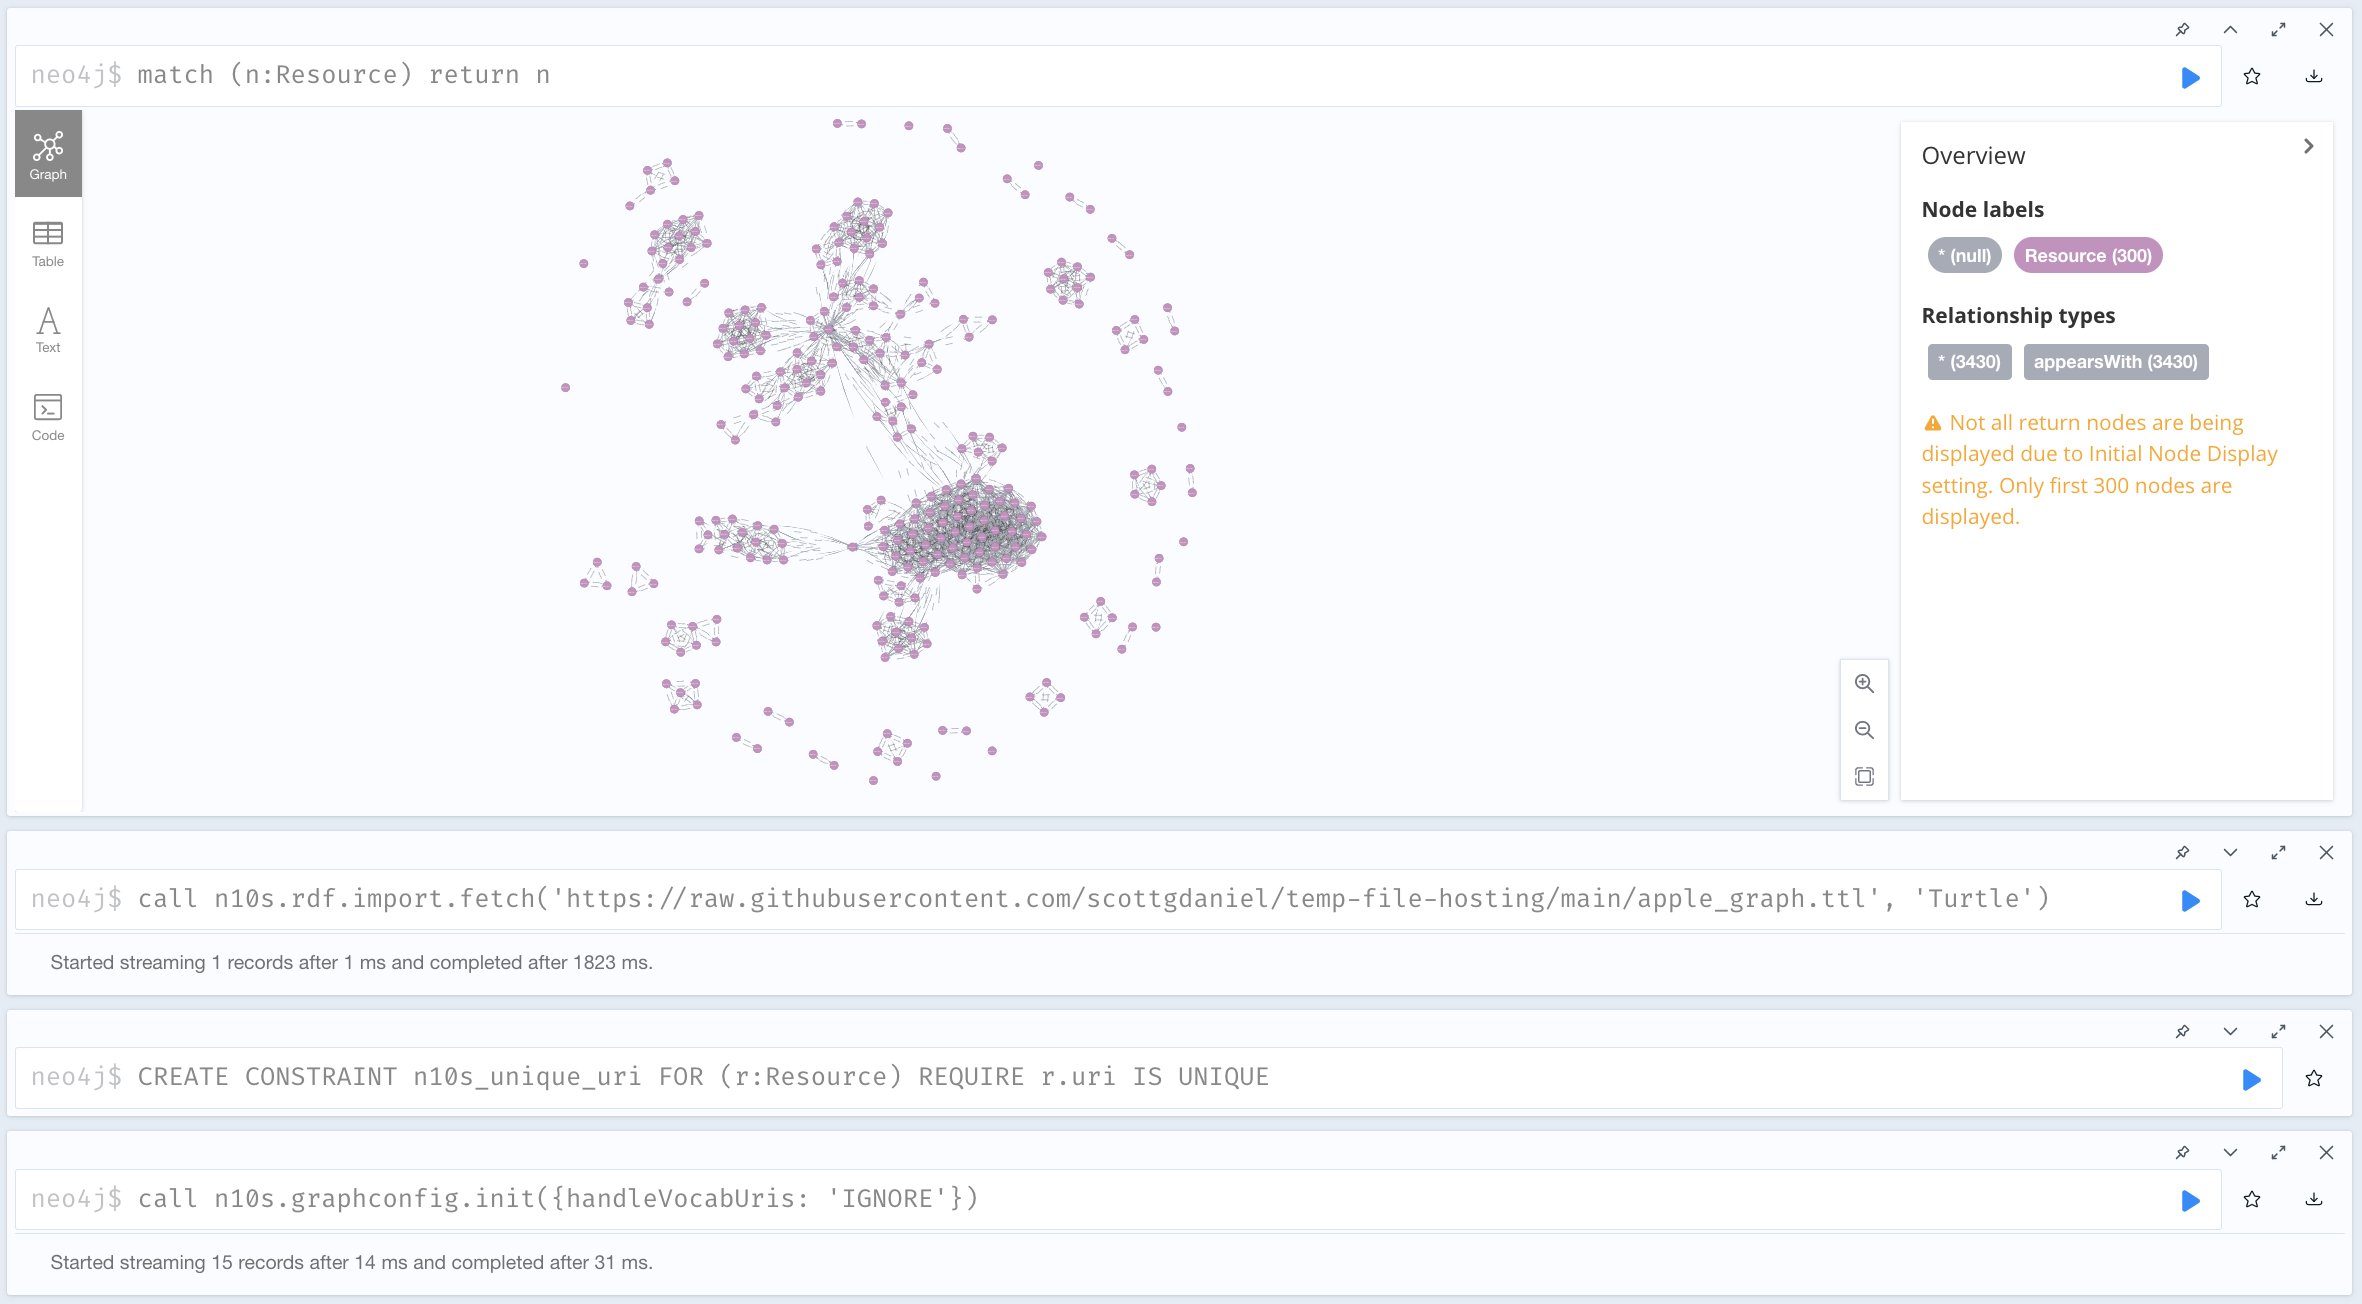 neo4j$ match (n:Resource) return n
Graph
Table
Text
Code
Overview
Node labels
* (null) Resource (300)
Relationship types
* (3430) appearsWith (3430)
Not all return nodes are being
displayed due to Initial Node Display
setting. Only first 300 nodes are
displayed.
neo4j$ call n10s.rdf.import.fetch('https://raw.githubusercontent.com/scottgdaniel/temp-file-hosting/main/apple_graph.ttl', 'Turtle')
Started streaming 1 records after 1 ms and completed after 1823 ms.
neo4j$ CREATE CONSTRAINT n10s_unique_uri FOR (r:Resource) REQUIRE r.uri IS UNIQUE
neo4j$ call n10s.graphconfig.init({handleVocabUris: 'IGNORE'})
Started streaming 15 records after 14 ms and completed after 31 ms.